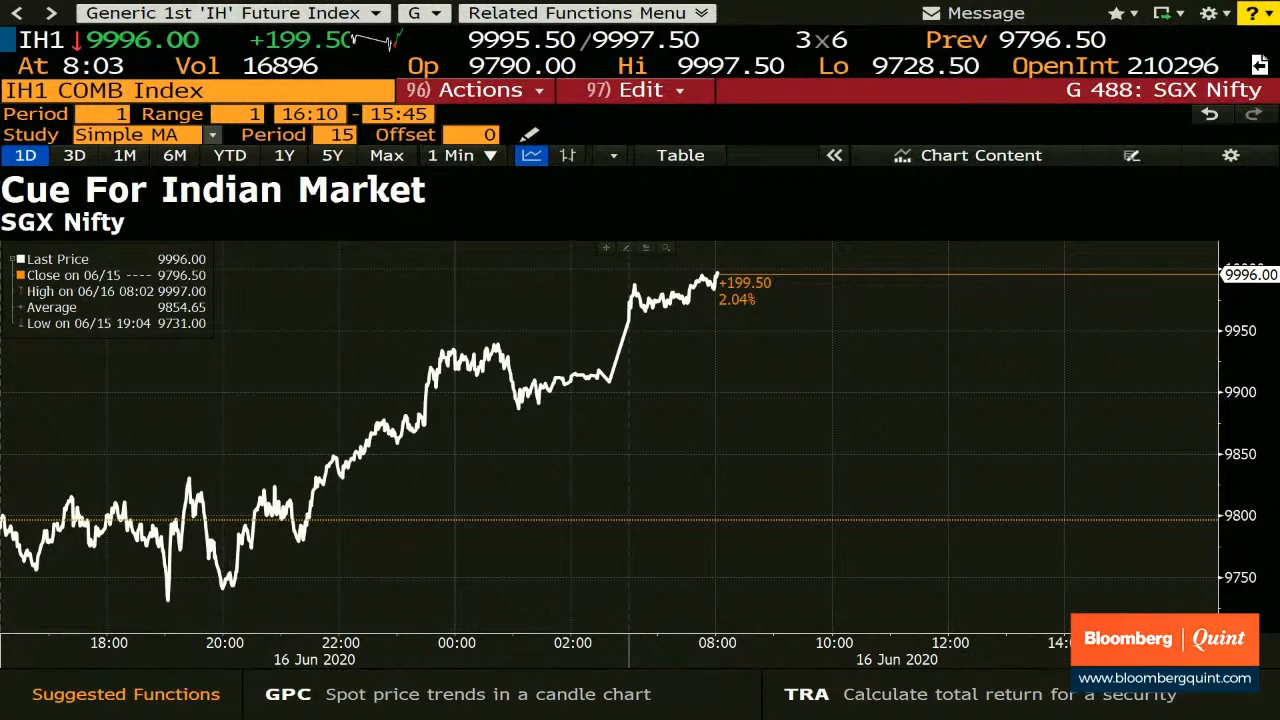 Generic 1st 'IH' Future Index G Related Functions Menu Message ?
IH1 9996.00 +199.50 9995.50/9997.50 3x6 Prev 9796.50
At 8:03 Vol 16896 Op 9790.00 Hi 9997.50 Lo 9728.50 OpenInt 210296
IH1 COMB Index 96) Actions 97) Edit G 488: SGX Nifty
Period 1 Range 1 16:10 - 15:45
Study Simple MA Period 15 Offset 0
1D 3D 1M 6M YTD 1Y 5Y Max 1 Min Table Chart Content
Cue For Indian Market
SGX Nifty
Last Price 9996.00
Close on 06/15 ---- 9796.50
High on 06/16 08:02 9997.00
Average 9854.65
Low on 06/15 19:04 9731.00
+199.50
2.04%
9996.00
9950
9900
9850
9800
9750
18:00 20:00 22:00 00:00 02:00 08:00 10:00 12:00
16 Jun 2020 16 Jun 2020
Bloomberg | Quint
www.bloombergquint.com
Suggested Functions GPC Spot price trends in a candle chart TRA Calculate total return for a security